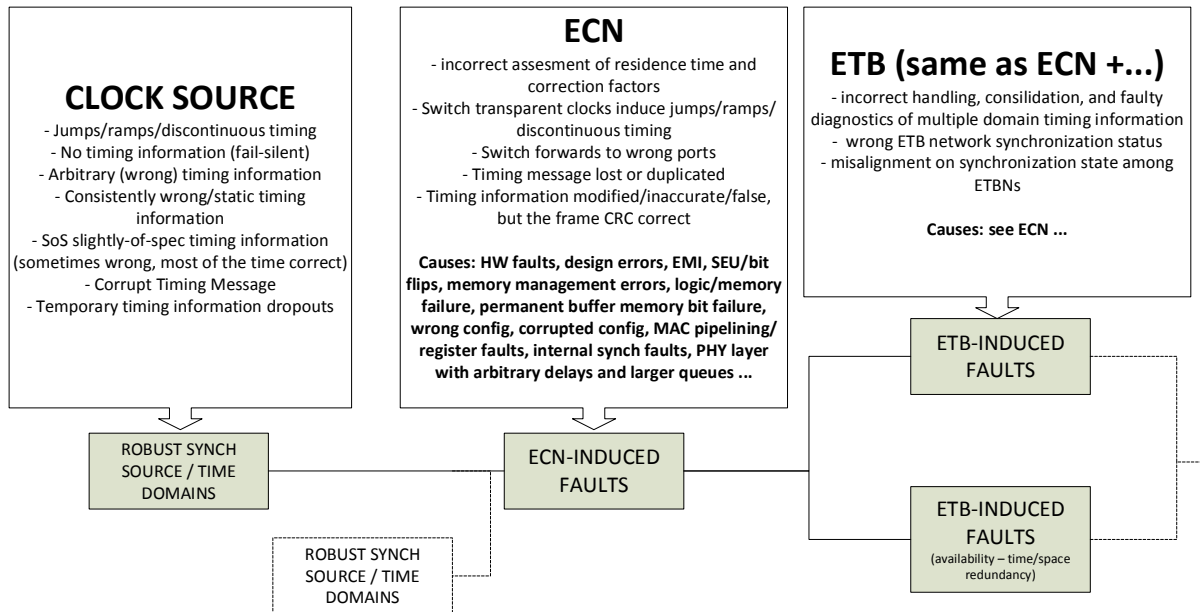 CLOCK SOURCE
- Jumps/ramps/discontinuous timing
- No timing information (fail-silent)
- Arbitrary (wrong) timing information
- Consistently wrong/static timing
information
- SoS slightly-of-spec timing information
(sometimes wrong, most of the time correct)
- Corrupt Timing Message
- Temporary timing information dropouts
ECN
- incorrect assesment of residence time and
correction factors
- Switch transparent clocks induce jumps/ramps/
discontinuous timing
- Switch forwards to wrong ports
- Timing message lost or duplicated
- Timing information modified/inaccurate/false,
but the frame CRC correct
Causes: HW faults, design errors, EMI, SEU/bit
flips, memory management errors, logic/memory
failure, permanent buffer memory bit failure,
wrong config, corrupted config, MAC pipelining/
register faults, internal synch faults, PHY layer
with arbitrary delays and larger queues ...
ETB (same as ECN +...)
- incorrect handling, consilidation, and faulty
diagnostics of multiple domain timing information
- wrong ETB network synchronization status
- misalignment on synchronization state among
ETBNs
Causes: see ECN ...
ROBUST SYNCH
SOURCE / TIME
DOMAINS
ROBUST SYNCH
SOURCE / TIME
DOMAINS
ECN-INDUCED
FAULTS
ETB-INDUCED
FAULTS
ETB-INDUCED
FAULTS
(availability – time/space
redundancy)